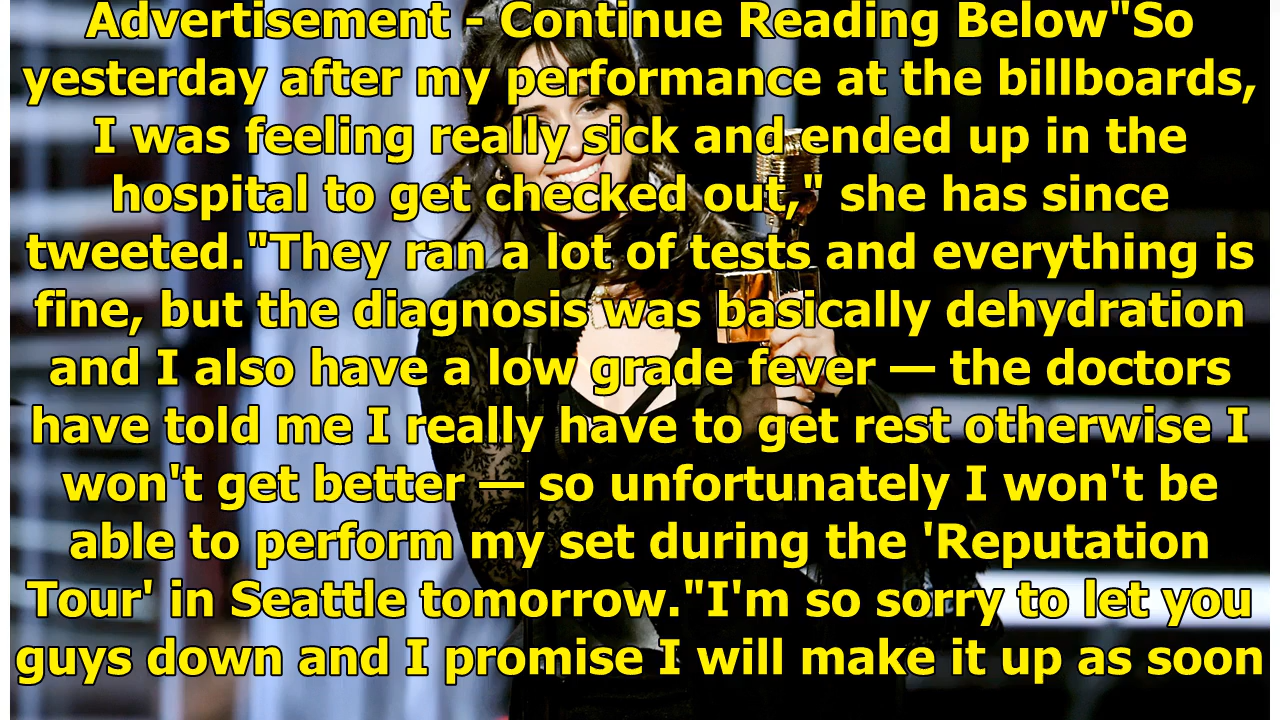 Advertisement - Continue Reading Below"So
yesterday after my performance at the billboards,
I was feeling really sick and ended up in the
hospital to get checked out," she has since
tweeted."They ran a lot of tests and everything is
fine, but the diagnosis was basically dehydration
and I also have a low grade fever — the doctors
have told me I really have to get rest otherwise I
won't get better — so unfortunately I won't be
able to perform my set during the 'Reputation
Tour' in Seattle tomorrow."I'm so sorry to let you
guys down and I promise I will make it up as soon